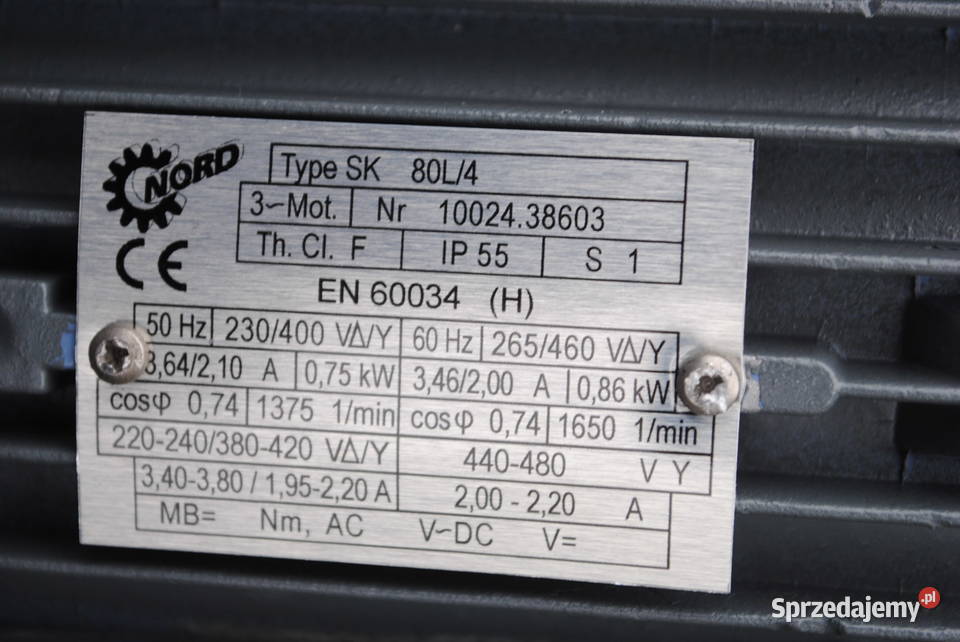 NORD
Type SK 80L/4
3~Mot. Nr 10024.38603
Th. Cl. F IP 55 S 1
CE
EN 60034 (H)
50 Hz 230/400 VΔ/Y 60 Hz 265/460 VΔ/Y
3,64/2,10 A 0,75 kW 3,46/2,00 A 0,86 kW
cosφ 0,74 1375 1/min cosφ 0,74 1650 1/min
220-240/380-420 VΔ/Y 440-480 V Y
3,40-3,80 / 1,95-2,20 A 2,00 - 2,20 A
MB= Nm, AC V~DC V=
Sprzedajemy.pl